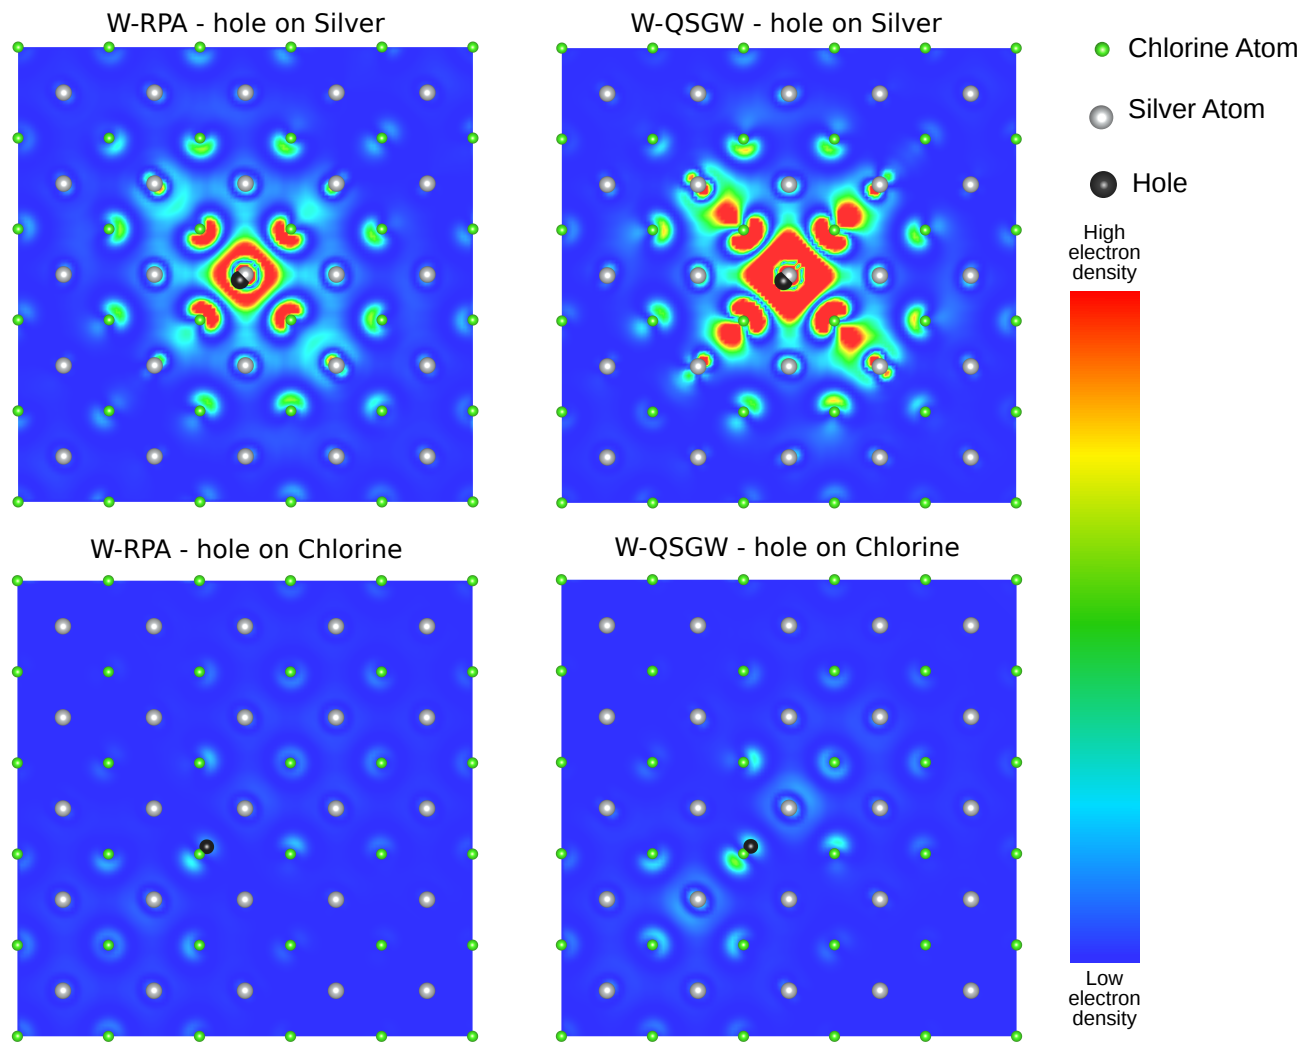 W-RPA - hole on Silver
W-QSGW - hole on Silver
Chlorine Atom
Silver Atom
Hole
High
electron
density
W-RPA - hole on Chlorine
W-QSGW - hole on Chlorine
Low
electron
density